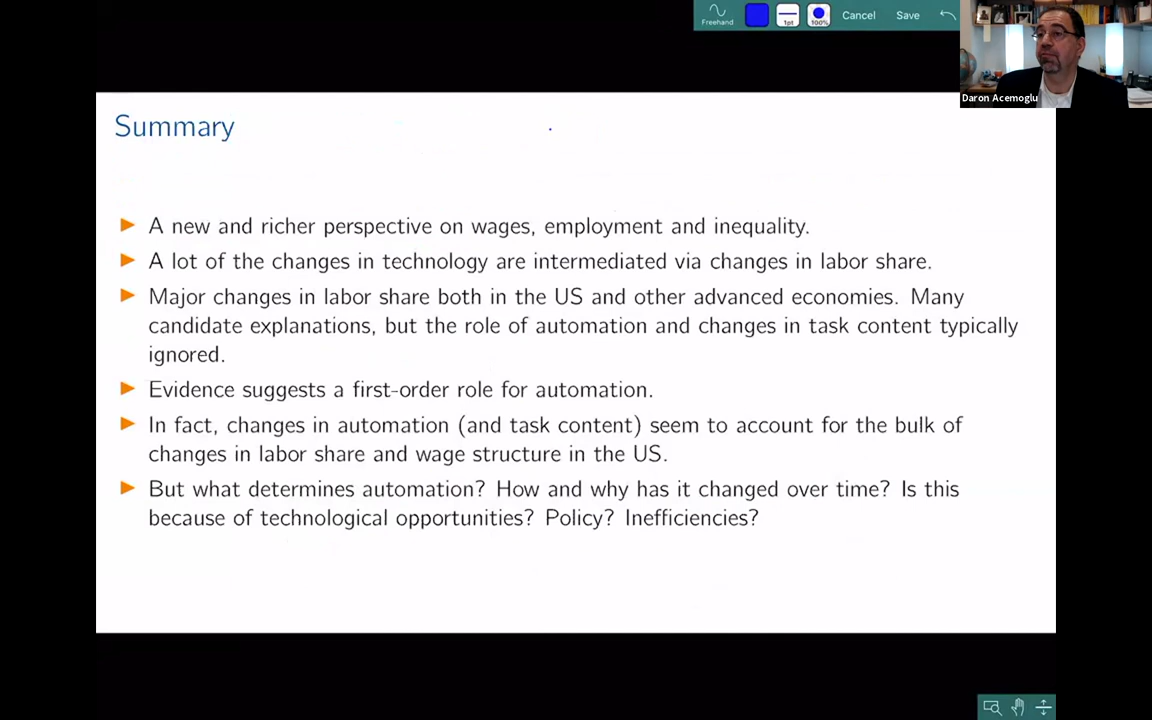 Freehand
1pt
100%
Cancel
Save
Daron Acemoglu
Summary
A new and richer perspective on wages, employment and inequality.
A lot of the changes in technology are intermediated via changes in labor share.
Major changes in labor share both in the US and other advanced economies. Many
candidate explanations, but the role of automation and changes in task content typically
ignored.
Evidence suggests a first-order role for automation.
In fact, changes in automation (and task content) seem to account for the bulk of
changes in labor share and wage structure in the US.
But what determines automation? How and why has it changed over time? Is this
because of technological opportunities? Policy? Inefficiencies?